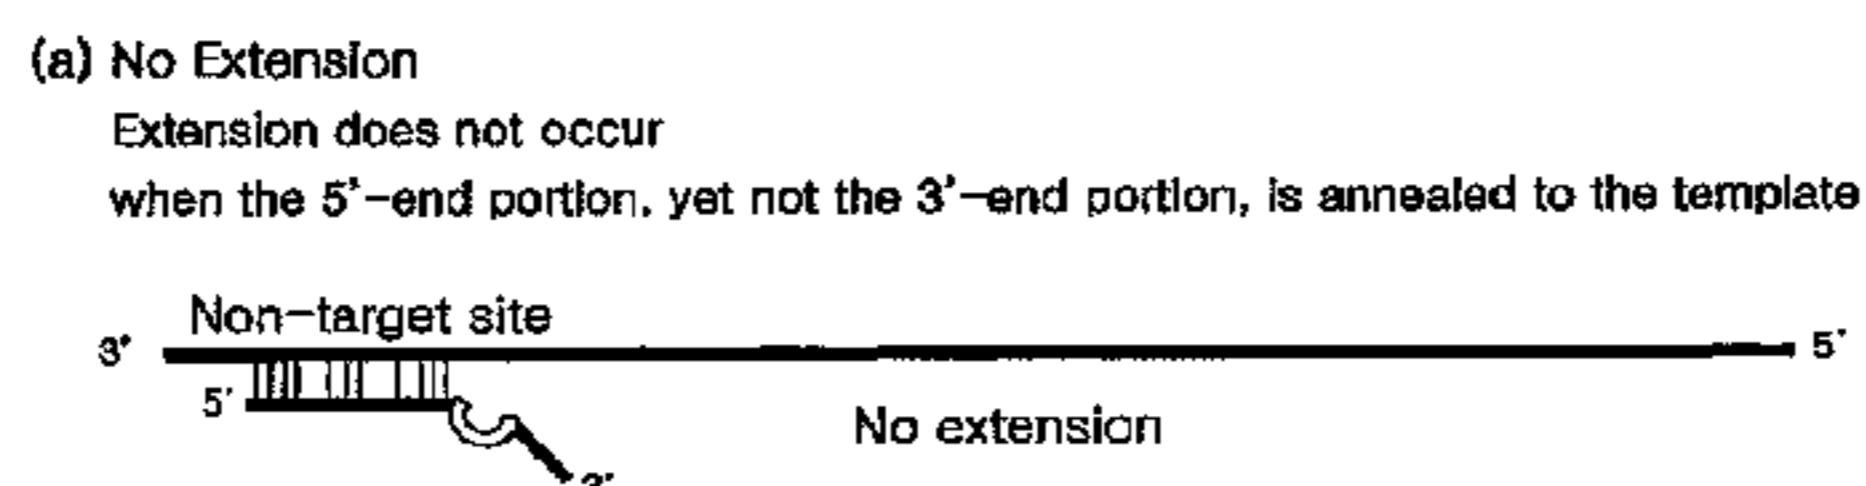 (a) No Extension
Extension does not occur
when the 5'-end portion, yet not the 3'-end portion, is annealed to the template
Non-target site
3' 5'
5'
No extension
3'